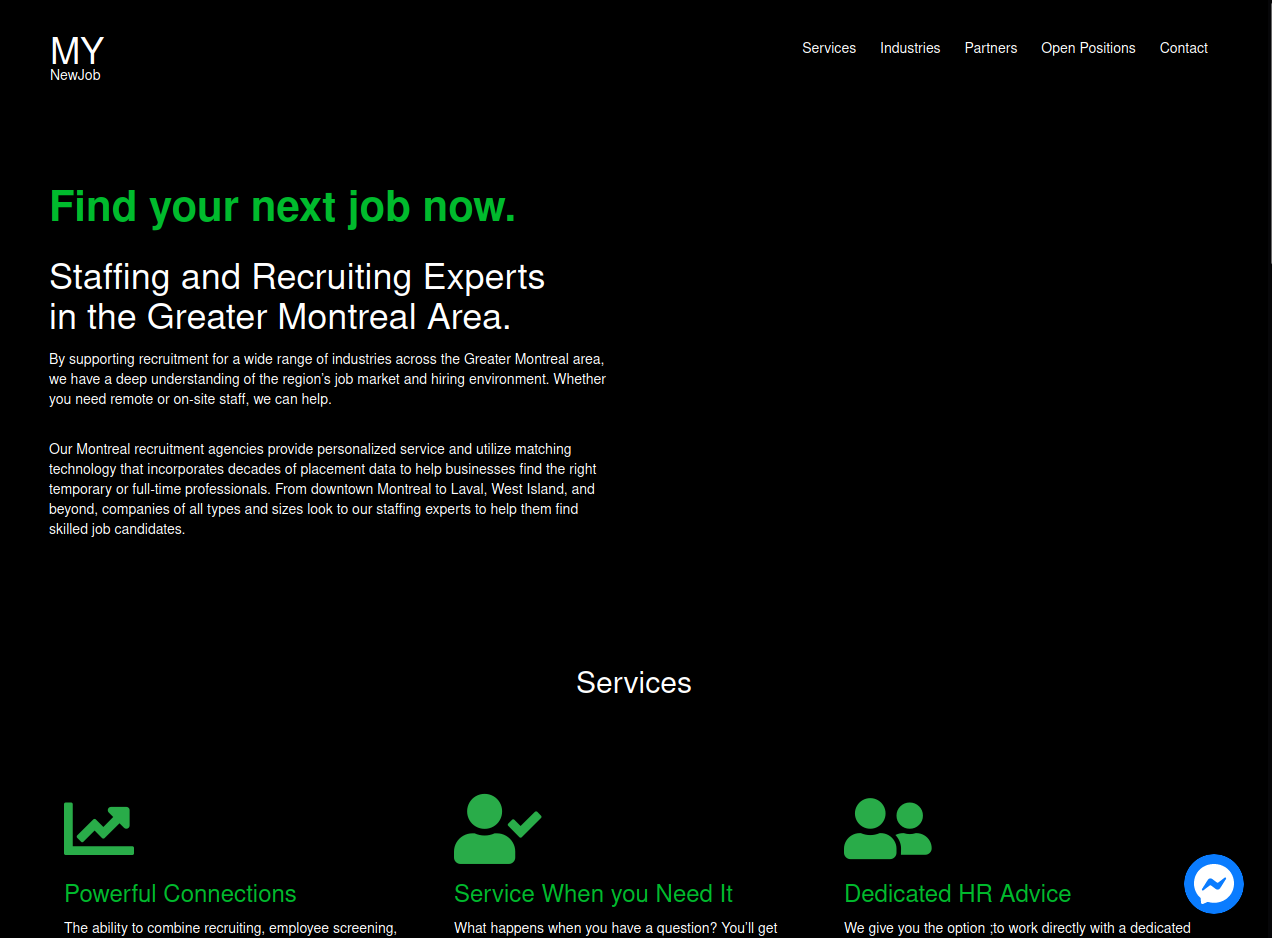 MY
NewJob
Services Industries Partners Open Positions Contact
Find your next job now.
Staffing and Recruiting Experts
in the Greater Montreal Area.
By supporting recruitment for a wide range of industries across the Greater Montreal area,
we have a deep understanding of the region's job market and hiring environment. Whether
you need remote or on-site staff, we can help.
Our Montreal recruitment agencies provide personalized service and utilize matching
technology that incorporates decades of placement data to help businesses find the right
temporary or full-time professionals. From downtown Montreal to Laval, West Island, and
beyond, companies of all types and sizes look to our staffing experts to help them find
skilled job candidates.
Services
Powerful Connections
The ability to combine recruiting, employee screening,
Service When you Need It
What happens when you have a question? You'll get
Dedicated HR Advice
We give you the option ;to work directly with a dedicated